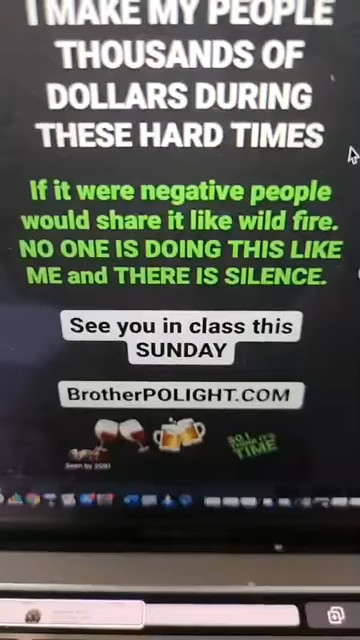 I MAKE MY PEOPLE
THOUSANDS OF
DOLLARS DURING
THESE HARD TIMES
If it were negative people
would share it like wild fire.
NO ONE IS DOING THIS LIKE
ME and THERE IS SILENCE.
See you in class this
SUNDAY
BrotherPOLIGHT.COM
TIME